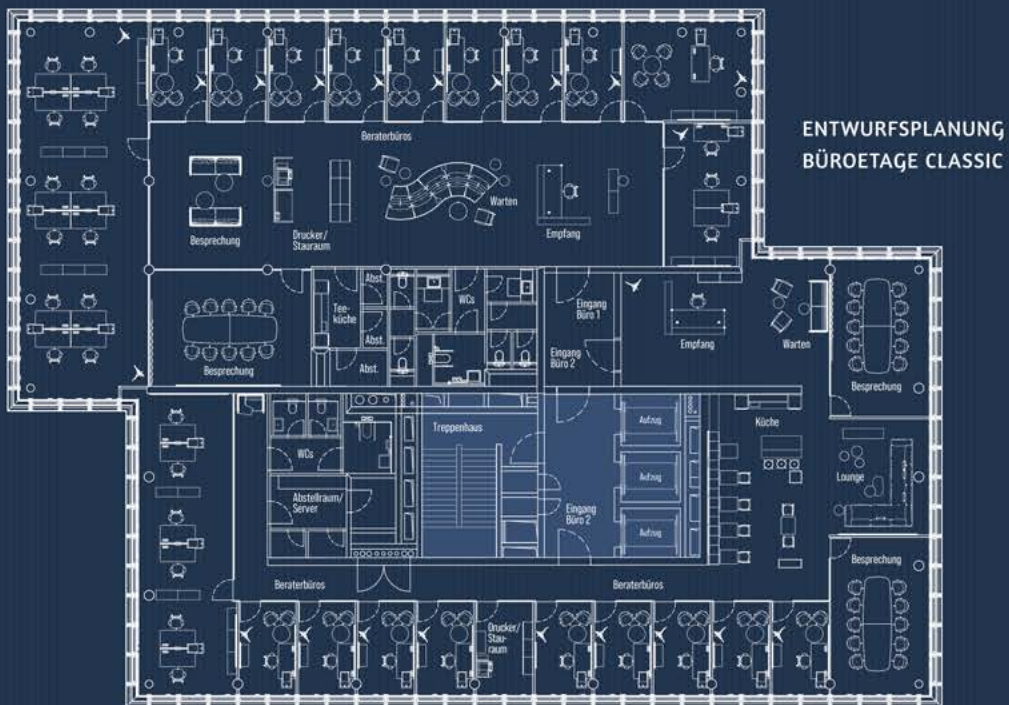 ENTWURFSPLANUNG
BÜROETAGE CLASSIC
Beraterbüros
Warten
Besprechung
Drucker/
Stauraum
Empfang
Abst.
Tee-
küche
WCs
Eingang
Büro 1
Abst.
Eingang
Büro 2
Empfang
Warten
Besprechung
Abst.
Besprechung
Treppenhaus
Aufzug
Küche
WCs
Aufzug
Lounge
Abstellraum/
Server
Eingang
Büro 2
Aufzug
Besprechung
Beraterbüros
Beraterbüros
Drucker/
Stau-
raum